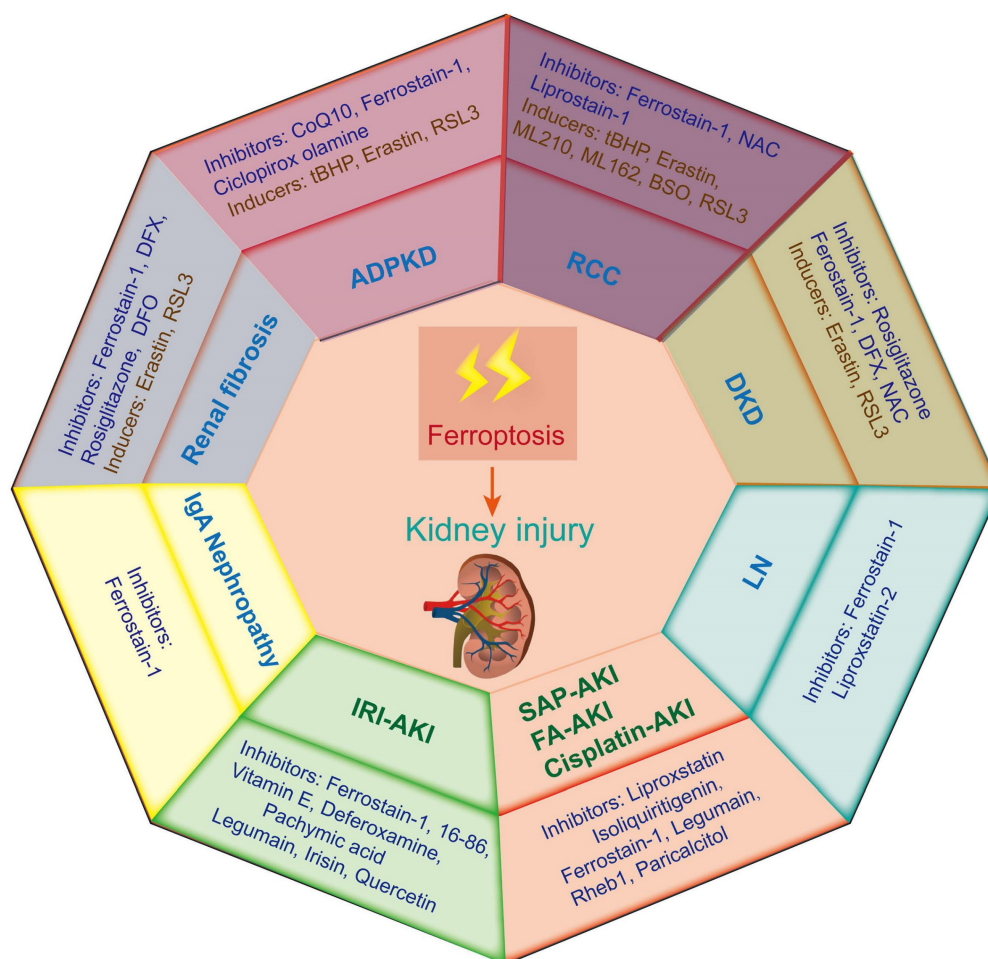 Inhibitors: CoQ10, Ferrostain-1,
Ciclopirox olamine
Inducers: tBHP, Erastin, RSL3
ADPKD
Inhibitors: Ferrostain-1, NAC
Liprostain-1
Inducers: tBHP, Erastin,
ML210, ML162, BSO, RSL3
RCC
Inhibitors: Rosiglitazone
Ferostain-1, DFX, NAC
Inducers: Erastin, RSL3
DKD
Inhibitors: Ferrostain-1
Liproxstatin-2
LN
SAP-AKI
FA-AKI
Cisplatin-AKI
Inhibitors: Liproxstatin
Isoliquiritigenin,
Ferrostain-1, Legumain,
Rheb1, Paricalcitol
IRI-AKI
Inhibitors: Ferrostain-1, 16-86,
Vitamin E, Deferoxamine,
Pachymic acid
Legumain, Irisin, Quercetin
IgA Nephropathy
Inhibitors:
Ferrostain-1
Inhibitors: Ferrostain-1, DFX,
Rosiglitazone, DFO
Inducers: Erastin, RSL3
Renal fibrosis
Ferroptosis
Kidney injury